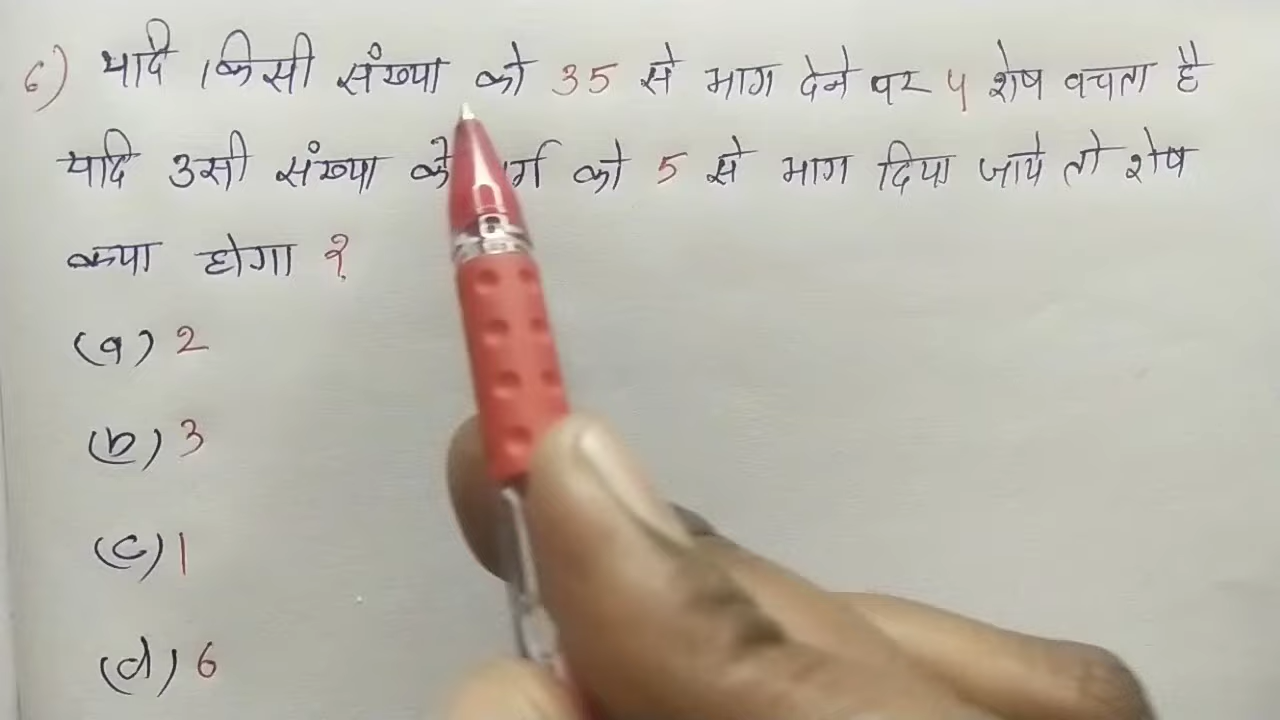 6) यदि किसी संख्या को 35 से भाग देने पर 4 शेष बचता है
यदि उसी संख्या के को 5 से भाग दिया जाये तो शेष
क्या होगा ?
(a) 2
(b) 3
(c) 1
(d) 6